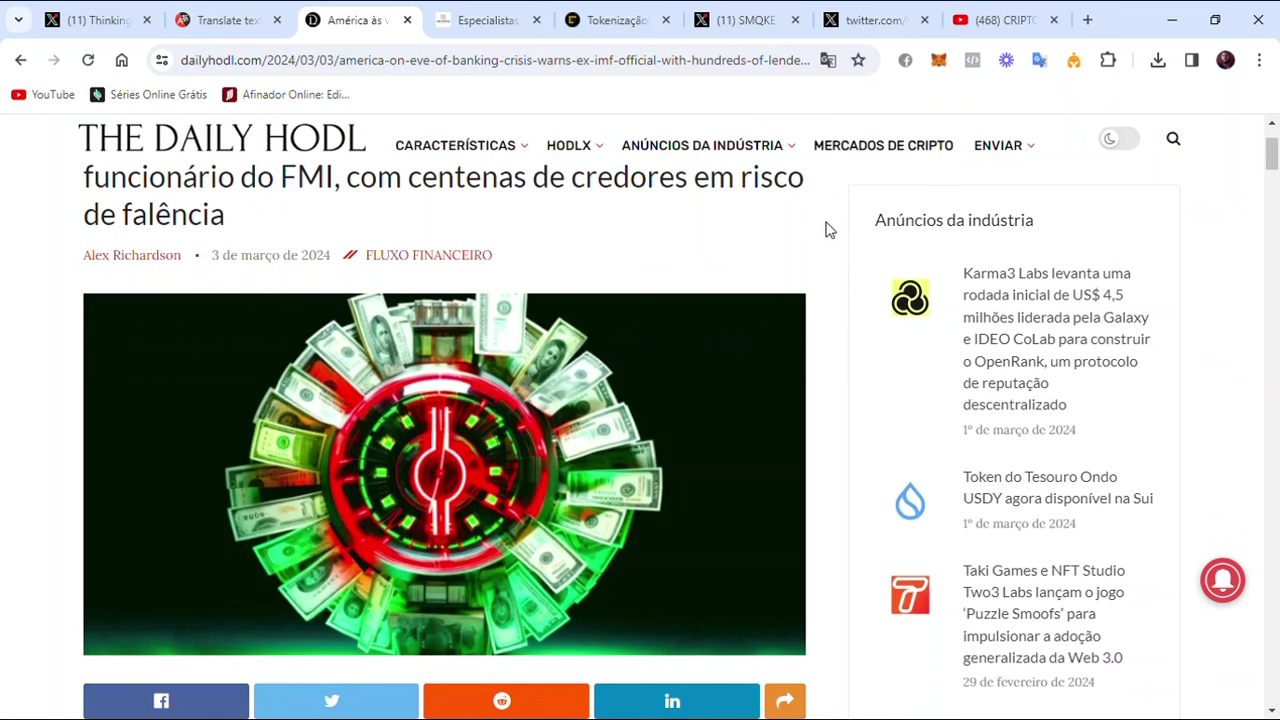 (11) Thinking
Translate tex
América às v
Especialistas
Tokenização
(11) SMQKE
twitter.com/
(468) CRIPTO
dailyhodl.com/2024/03/03/america-on-eve-of-banking-crisis-warns-ex-imf-official-with-hundreds-of-lende...
YouTube
Séries Online Grátis
Afinador Online: Edi...
THE DAILY HODL
CARACTERÍSTICAS
HODLX
ANÚNCIOS DA INDÚSTRIA
MERCADOS DE CRIPTO
ENVIAR
funcionário do FMI, com centenas de credores em risco
de falência
Alex Richardson • 3 de março de 2024 // FLUXO FINANCEIRO
Anúncios da indústria
Karma3 Labs levanta uma
rodada inicial de US$ 4,5
milhões liderada pela Galaxy
e IDEO CoLab para construir
o OpenRank, um protocolo
de reputação
descentralizado
1º de março de 2024
Token do Tesouro Ondo
USDY agora disponível na Sui
1º de março de 2024
Taki Games e NFT Studio
Two3 Labs lançam o jogo
‘Puzzle Smoofs’ para
impulsionar a adoção
generalizada da Web 3.0
29 de fevereiro de 2024